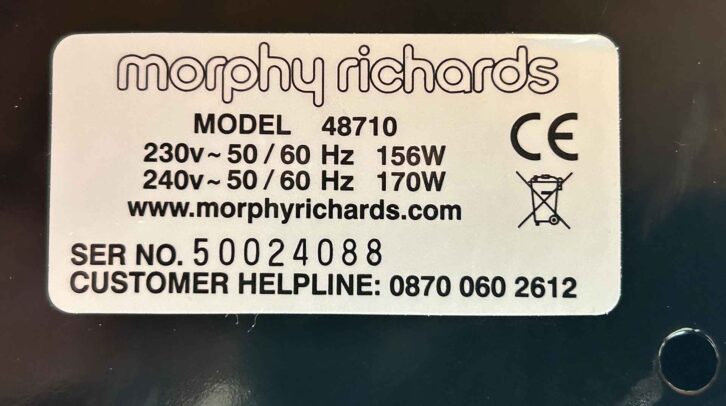 morphy richards
MODEL 48710
CE
230v~50/60 Hz 156W
240v~50/60 Hz 170W
www.morphyrichards.com
SER NO. 50024088
CUSTOMER HELPLINE: 0870 060 2612